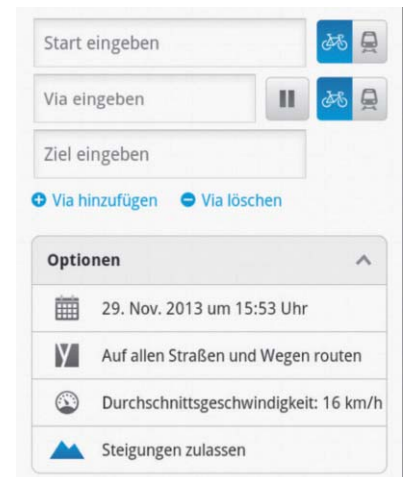 Start eingeben
Via eingeben
Ziel eingeben
Via hinzufügen Via löschen
Optionen
29. Nov. 2013 um 15:53 Uhr
Auf allen Straßen und Wegen routen
Durchschnittsgeschwindigkeit: 16 km/h
Steigungen zulassen